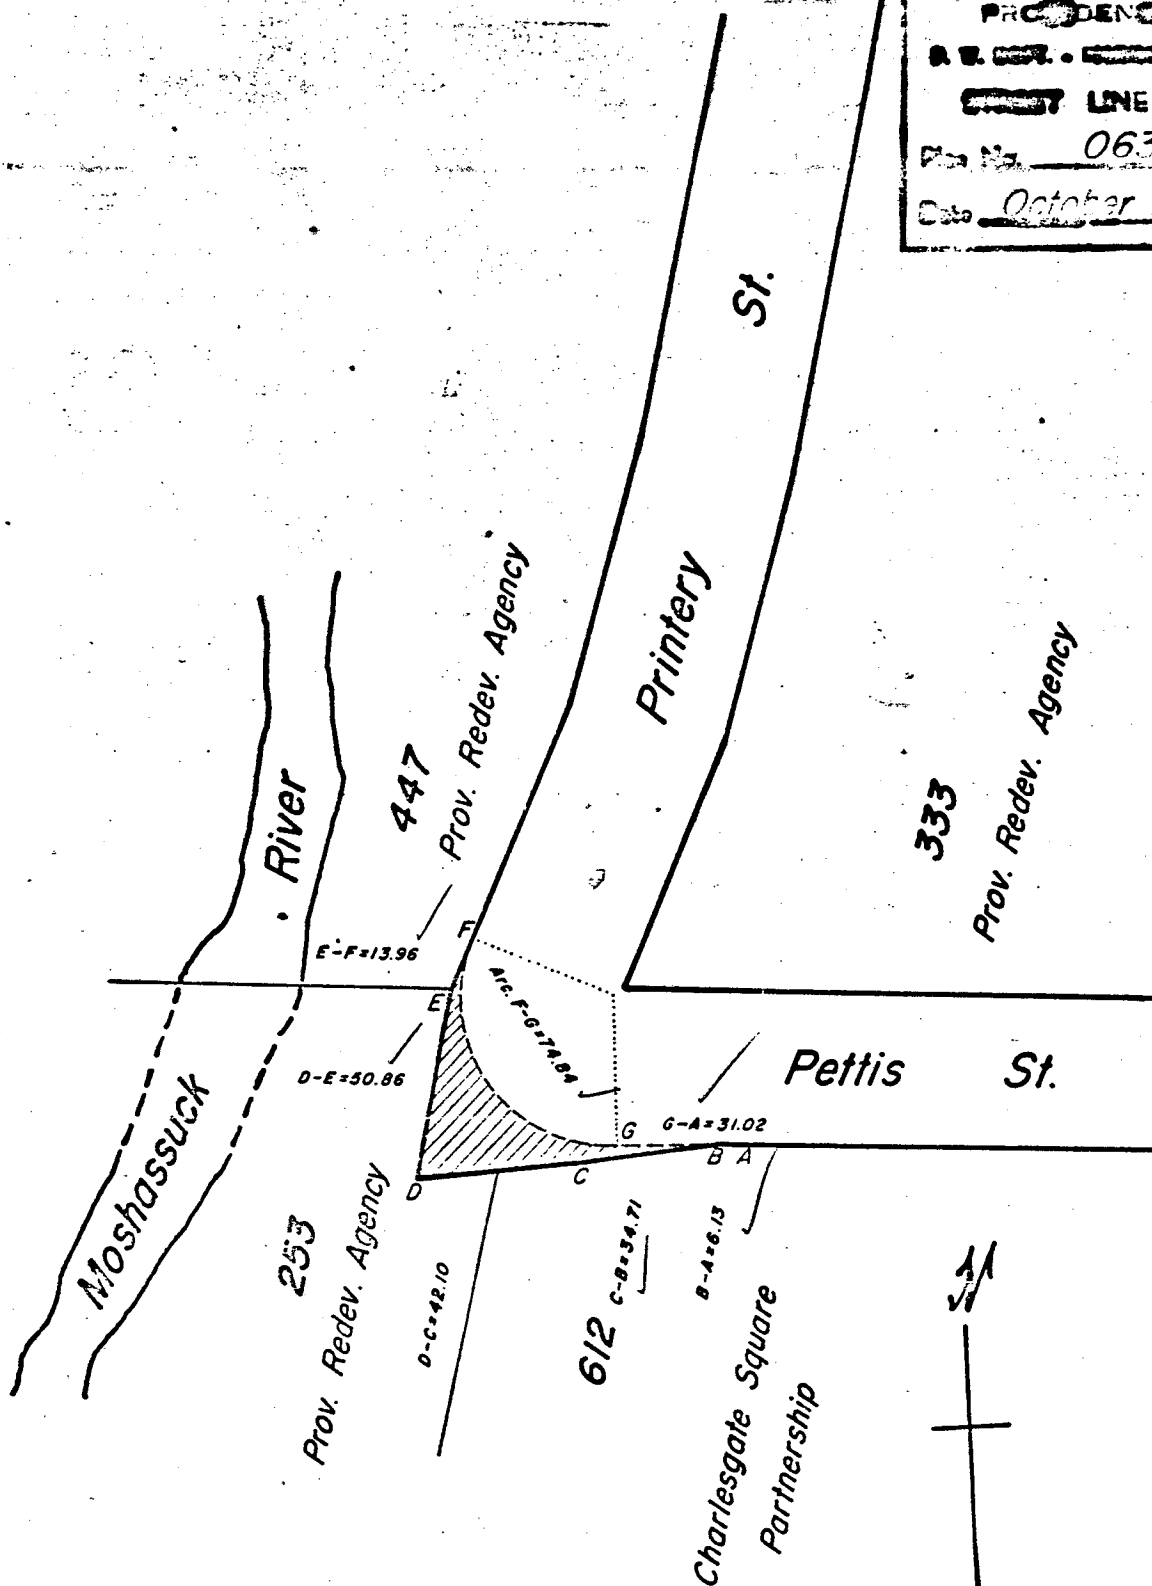 LINE
No. 063
Date October
St.
Printery
Prov. Redev. Agency
447
River
333
Prov. Redev. Agency
F
E-F=13.96
E
Arc. F-G=74.84
D-E=50.86
Pettis St.
G
G-A=31.02
B A
C
D
Moshassuck
253
Prov. Redev. Agency
D-C=42.10
612
C-B=34.71
B-A=6.13
Charlesgate Square
Partnership
N